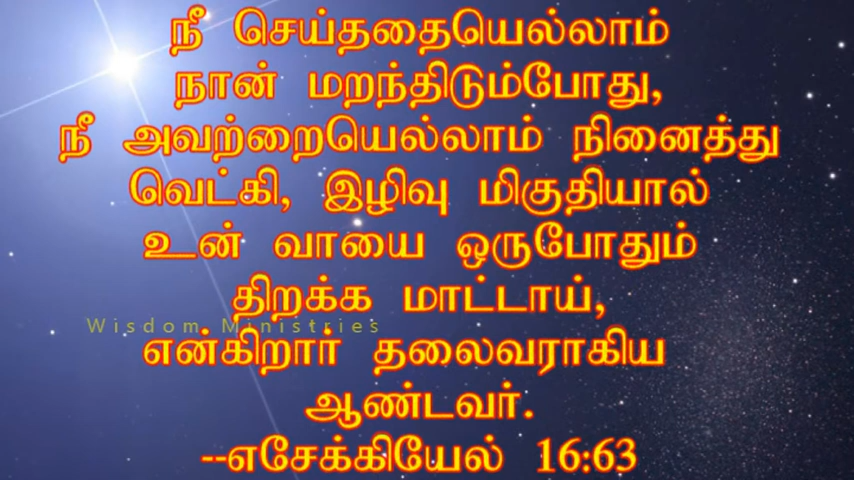 நீ செய்ததையெல்லாம்
நான் மறந்திடும்போது,
நீ அவற்றையெல்லாம் நினைத்து
வெட்கி, இழிவு மிகுதியால்
உன் வாயை ஒருபோதும்
திறக்க மாட்டாய்,
Wisdom Ministries
என்கிறார் தலைவராகிய
ஆண்டவர்.
--எசேக்கியேல் 16:63